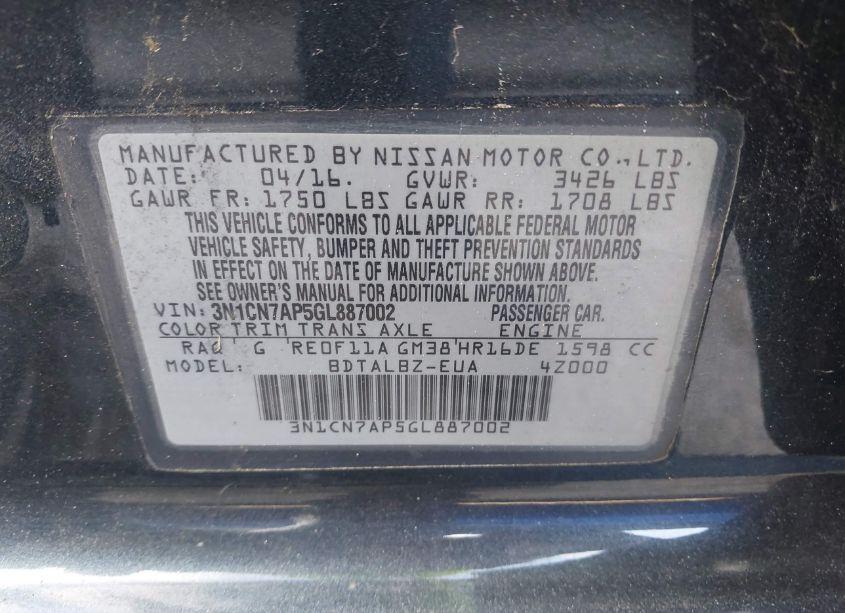 MANUFACTURED BY NISSAN MOTOR CO., LTD.
DATE: 04/16. GVWR: 3426 LBS
GAWR FR: 1750 LBS GAWR RR: 1708 LBS
THIS VEHICLE CONFORMS TO ALL APPLICABLE FEDERAL MOTOR
VEHICLE SAFETY, BUMPER AND THEFT PREVENTION STANDARDS
IN EFFECT ON THE DATE OF MANUFACTURE SHOWN ABOVE.
SEE OWNER'S MANUAL FOR ADDITIONAL INFORMATION.
VIN: 3N1CN7AP5GL887002 PASSENGER CAR.
COLOR TRIM TRANS AXLE ENGINE
RAQ G RE0F11A GM38 HR16DE 1598 CC
MODEL: BDTALBZ-EUA 4Z000
3N1CN7AP5GL887002